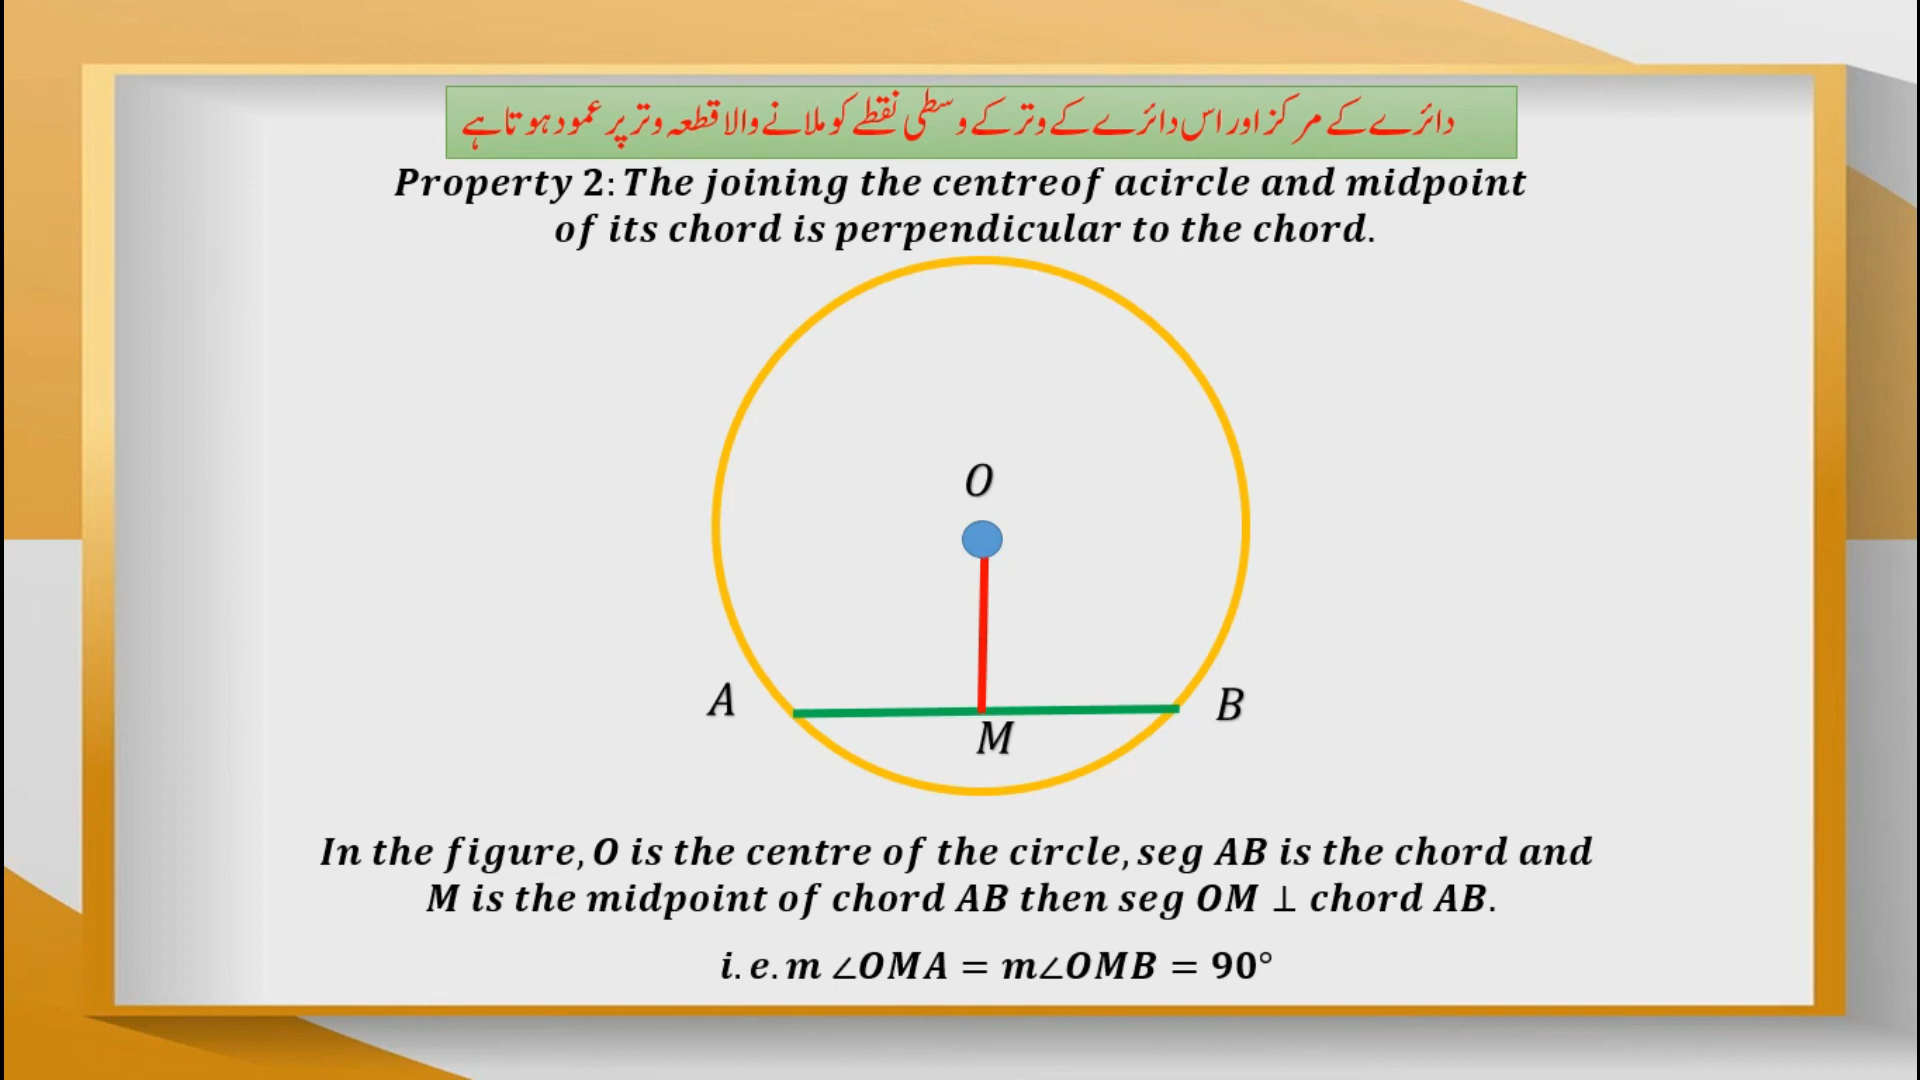 دائرے کے مرکز اور اس دائرے کے وتر کے وسطی نقطے کو ملانے والا قطعہ وتر پر عمود ہوتا ہے
Property 2: The joining the centreof acircle and midpoint
of its chord is perpendicular to the chord.
O
A
B
M
In the figure, O is the centre of the circle, seg AB is the chord and
M is the midpoint of chord AB then seg OM ⊥ chord AB.
i.e.m ∠OMA = m∠OMB = 90°